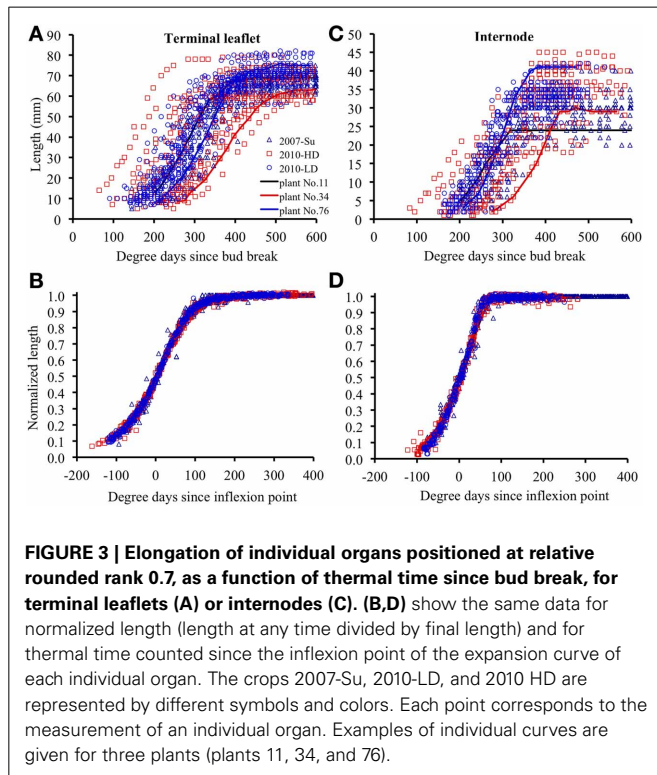 A
Terminal leaflet
90
80
70
60
50
40
30
20
10
0
Length (mm)
2007-Su
2010-HD
2010-LD
plant No.11
plant No.34
plant No.76
0 100 200 300 400 500 600
Degree days since bud break
C
Internode
50
45
40
35
30
25
20
15
10
5
0
0 100 200 300 400 500 600
Degree days since bud break
B
1.0
0.9
0.8
0.7
0.6
0.5
0.4
0.3
0.2
0.1
0.0
Normalized length
-200 -100 0 100 200 300 400
Degree days since inflexion point
D
1.0
0.9
0.8
0.7
0.6
0.5
0.4
0.3
0.2
0.1
0.0
-200 -100 0 100 200 300 400
Degree days since inflexion point
FIGURE 3 | Elongation of individual organs positioned at relative
rounded rank 0.7, as a function of thermal time since bud break, for
terminal leaflets (A) or internodes (C). (B,D) show the same data for
normalized length (length at any time divided by final length) and for
thermal time counted since the inflexion point of the expansion curve of
each individual organ. The crops 2007-Su, 2010-LD, and 2010 HD are
represented by different symbols and colors. Each point corresponds to the
measurement of an individual organ. Examples of individual curves are
given for three plants (plants 11, 34, and 76).